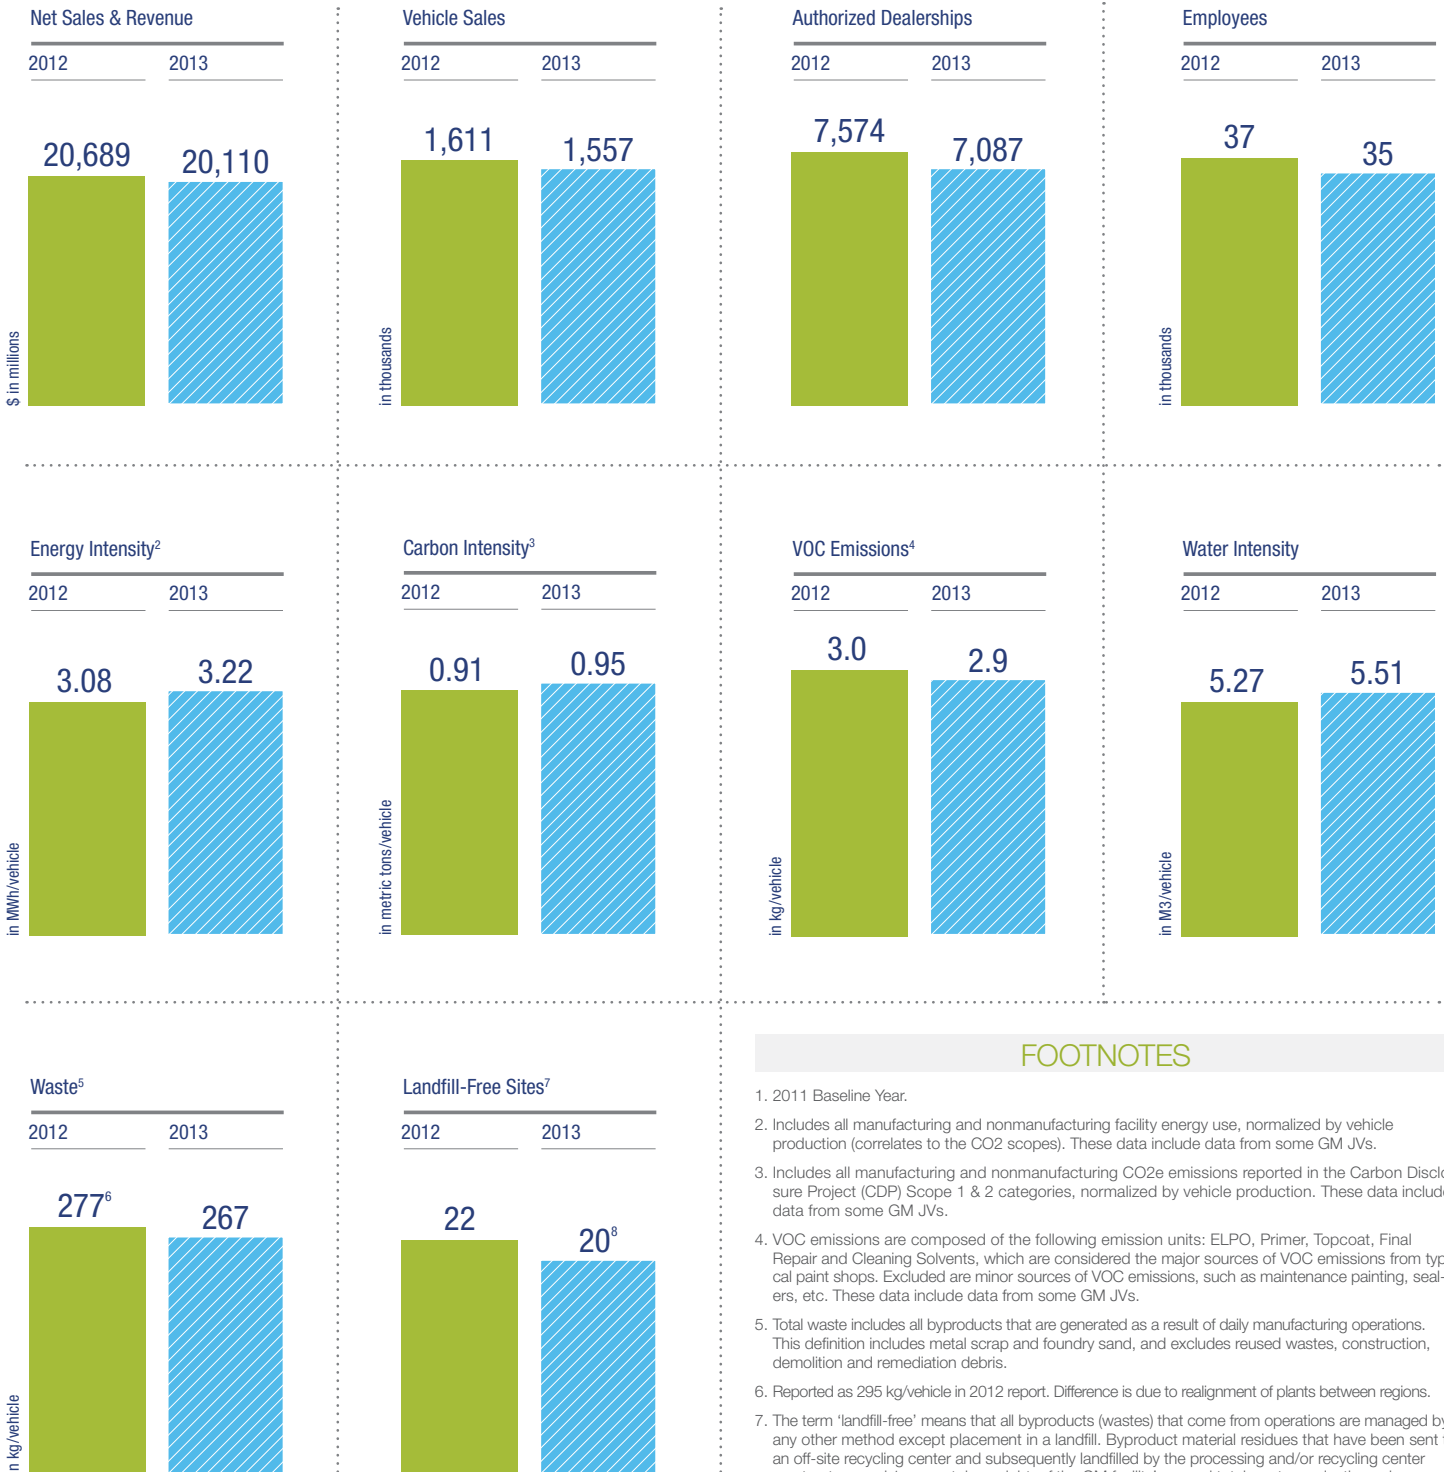 Net Sales & Revenue
2012 2013
20,689 20,110
$ in millions
Vehicle Sales
2012 2013
1,611 1,557
in thousands
Authorized Dealerships
2012 2013
7,574 7,087
Employees
2012 2013
37 35
in thousands
Energy Intensity2
2012 2013
3.08 3.22
in MWh/vehicle
Carbon Intensity3
2012 2013
0.91 0.95
in metric tons/vehicle
VOC Emissions4
2012 2013
3.0 2.9
in kg/vehicle
Water Intensity
2012 2013
5.27 5.51
in M3/vehicle
Waste5
2012 2013
2776 267
n kg/vehicle
Landfill-Free Sites7
2012 2013
22 208
FOOTNOTES
1. 2011 Baseline Year.
2. Includes all manufacturing and nonmanufacturing facility energy use, normalized by vehicle
production (correlates to the CO2 scopes). These data include data from some GM JVs.
3. Includes all manufacturing and nonmanufacturing CO2e emissions reported in the Carbon Disclo
sure Project (CDP) Scope 1 & 2 categories, normalized by vehicle production. These data include
data from some GM JVs.
4. VOC emissions are composed of the following emission units: ELPO, Primer, Topcoat, Final
Repair and Cleaning Solvents, which are considered the major sources of VOC emissions from typ
cal paint shops. Excluded are minor sources of VOC emissions, such as maintenance painting, seal-
ers, etc. These data include data from some GM JVs.
5. Total waste includes all byproducts that are generated as a result of daily manufacturing operations.
This definition includes metal scrap and foundry sand, and excludes reused wastes, construction,
demolition and remediation debris.
6. Reported as 295 kg/vehicle in 2012 report. Difference is due to realignment of plants between regions.
7. The term ‘landfill-free’ means that all byproducts (wastes) that come from operations are managed by
any other method except placement in a landfill. Byproduct material residues that have been sent
an off-site recycling center and subsequently landfilled by the processing and/or recycling center